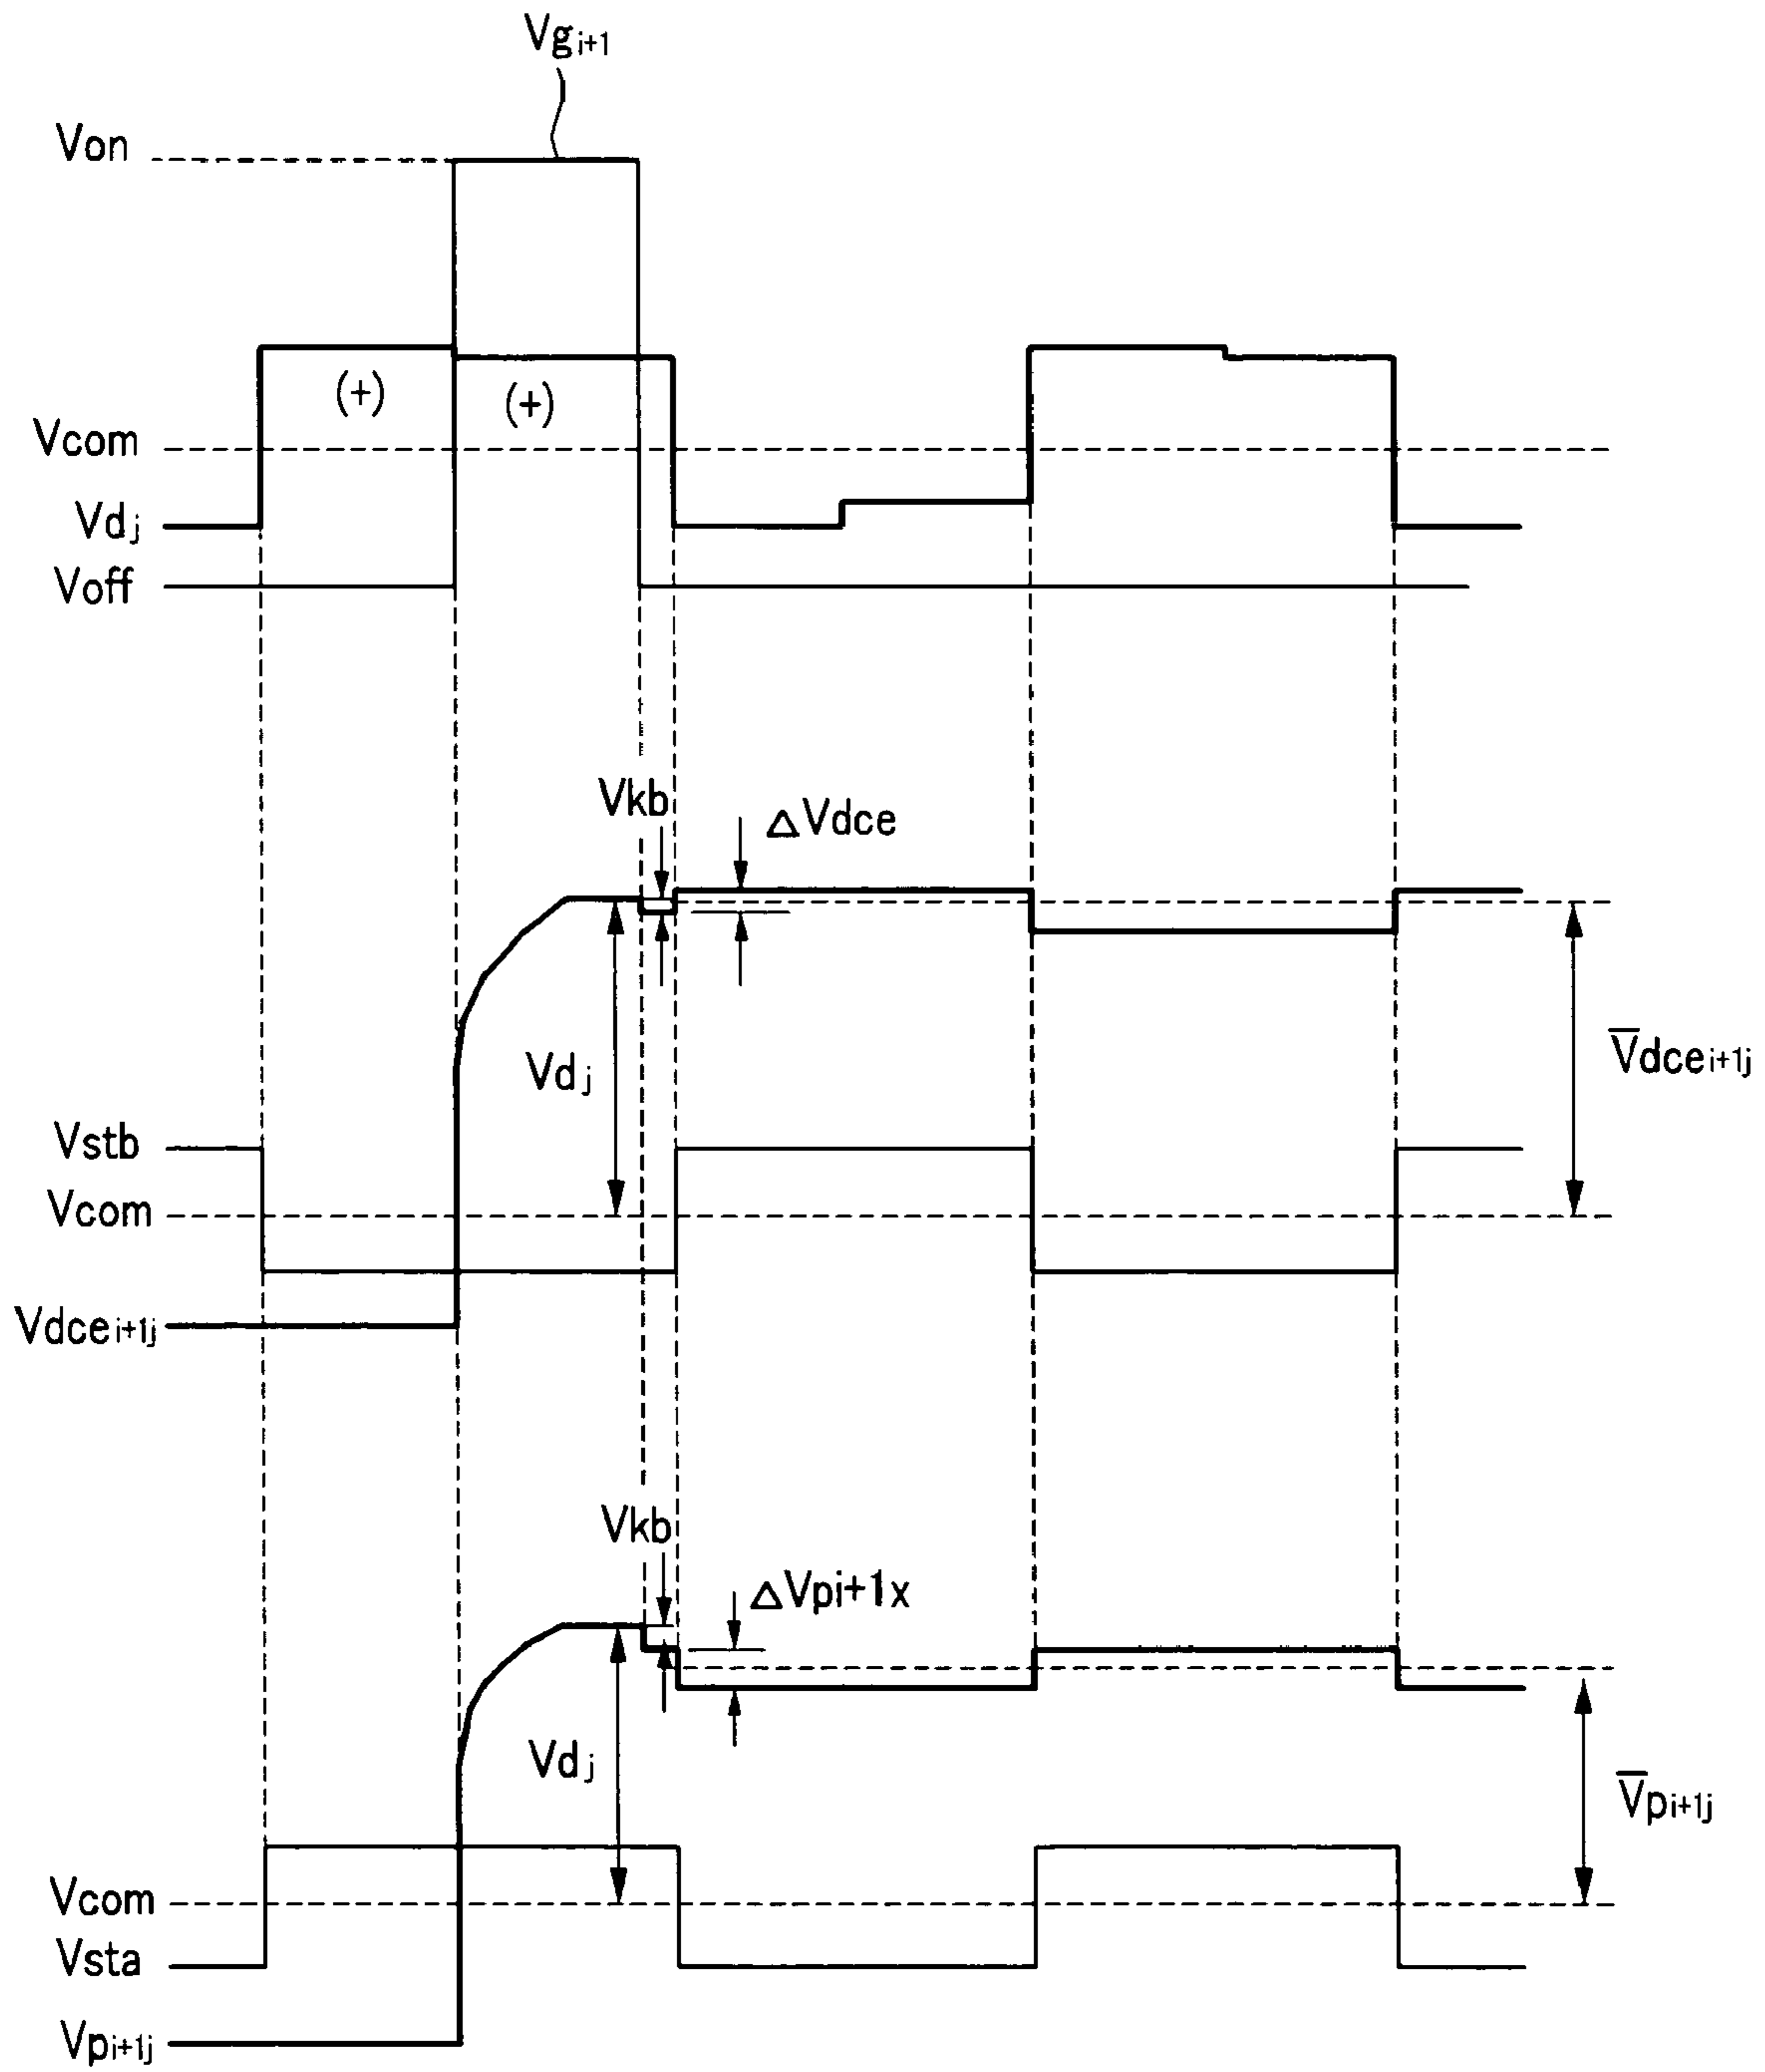 Vgi+1
Von
(+)
(+)
Vcom
Vdj
Voff
Vkb
△Vdce
Vdj
V̅dcei+1j
Vstb
Vcom
Vdcei+1j
Vkb
△Vpi+1x
Vdj
V̅pi+1j
Vcom
Vsta
Vpi+1j